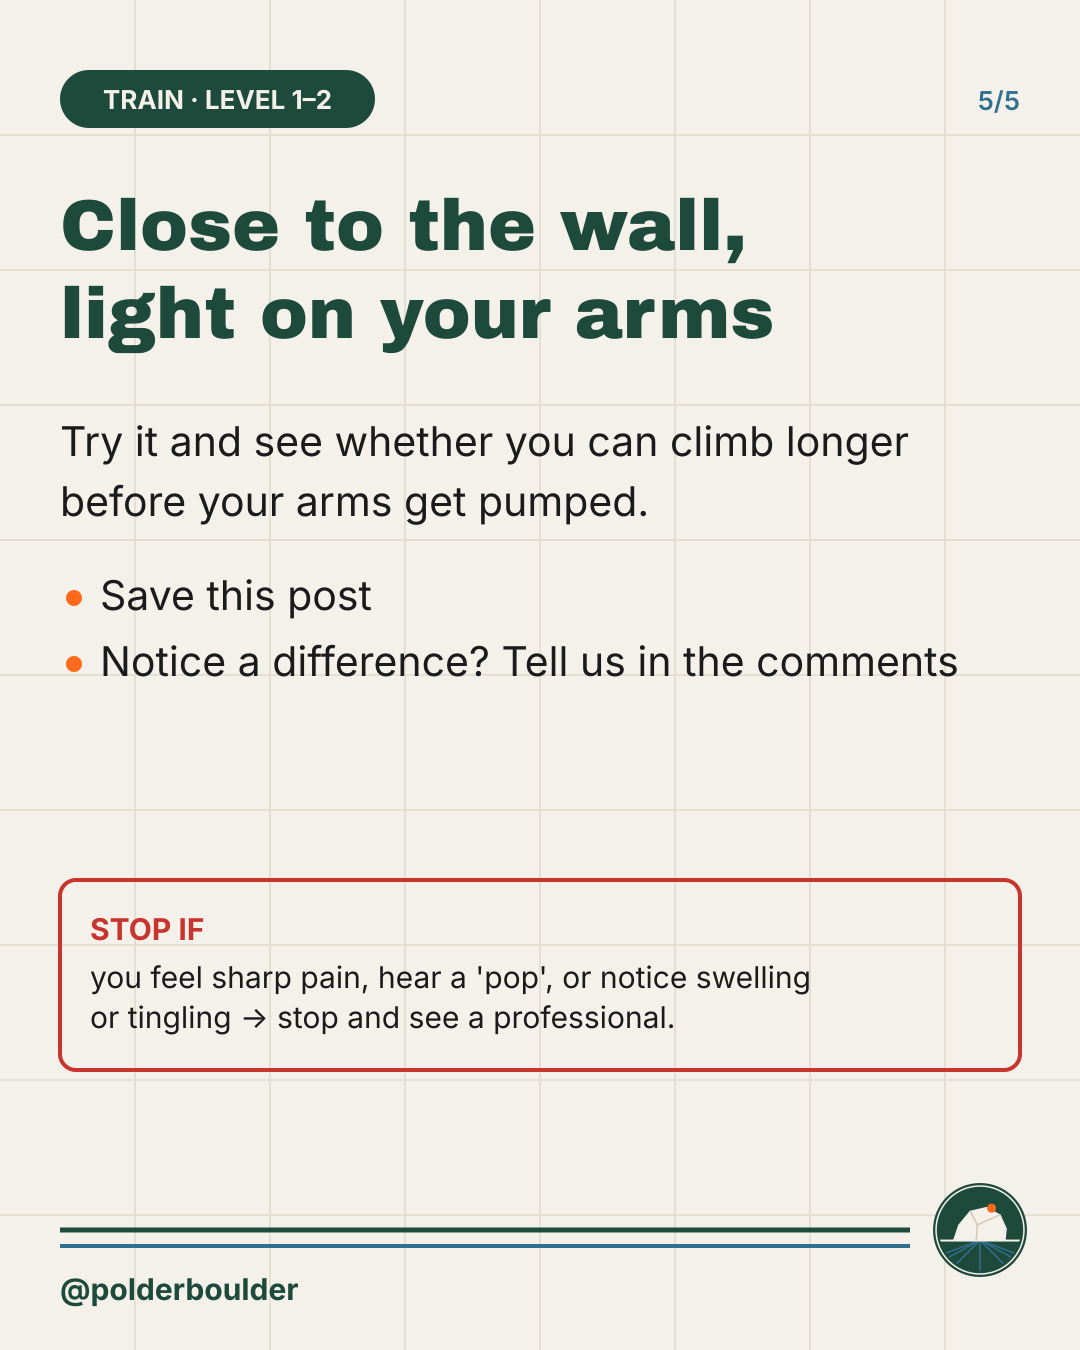 TRAIN · LEVEL 1–2
5/5
Close to the wall,
light on your arms
Try it and see whether you can climb longer
before your arms get pumped.
• Save this post
• Notice a difference? Tell us in the comments
STOP IF
you feel sharp pain, hear a 'pop', or notice swelling
or tingling → stop and see a professional.
@polderboulder